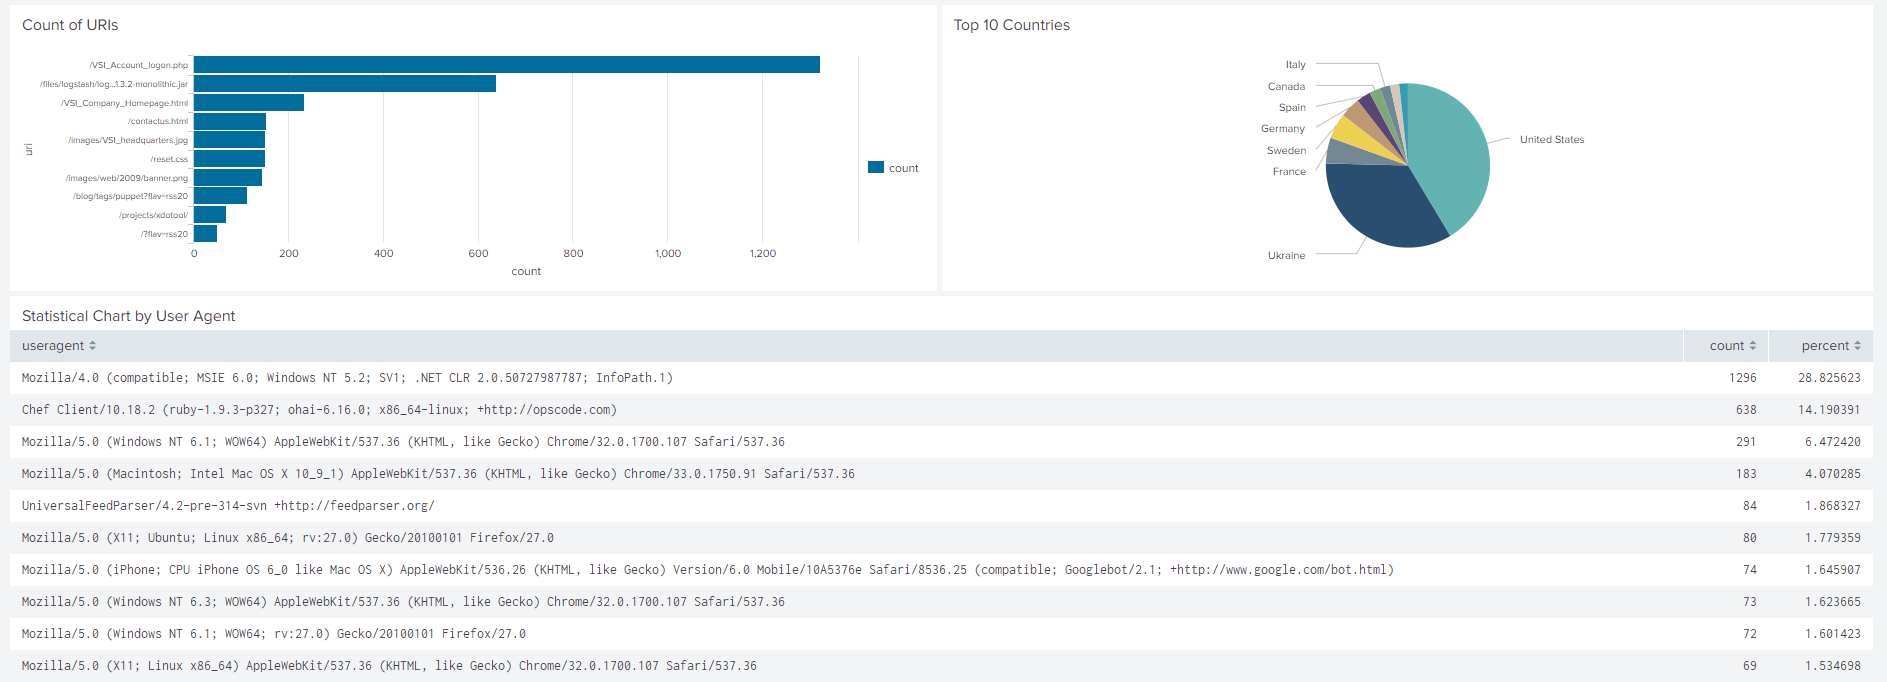 Count of URIs
uri
/VSI_Account_logon.php
/files/logstash/log...1.3.2-monolithic.jar
/VSI_Company_Homepage.html
/contactus.html
/images/VSI_headquarters.jpg
/reset.css
/images/web/2009/banner.png
/blog/tags/puppet?flav=rss20
/projects/xdotool/
/?flav=rss20
0 200 400 600 800 1,000 1,200
count
count
Top 10 Countries
Italy
Canada
Spain
Germany
Sweden
France
Ukraine
United States
Statistical Chart by User Agent
useragent count percent
Mozilla/4.0 (compatible; MSIE 6.0; Windows NT 5.2; SV1; .NET CLR 2.0.50727987787; InfoPath.1) 1296 28.825623
Chef Client/10.18.2 (ruby-1.9.3-p327; ohai-6.16.0; x86_64-linux; +http://opscode.com) 638 14.190391
Mozilla/5.0 (Windows NT 6.1; WOW64) AppleWebKit/537.36 (KHTML, like Gecko) Chrome/32.0.1700.107 Safari/537.36 291 6.472420
Mozilla/5.0 (Macintosh; Intel Mac OS X 10_9_1) AppleWebKit/537.36 (KHTML, like Gecko) Chrome/33.0.1750.91 Safari/537.36 183 4.070285
UniversalFeedParser/4.2-pre-314-svn +http://feedparser.org/ 84 1.868327
Mozilla/5.0 (X11; Ubuntu; Linux x86_64; rv:27.0) Gecko/20100101 Firefox/27.0 80 1.779359
Mozilla/5.0 (iPhone; CPU iPhone OS 6_0 like Mac OS X) AppleWebKit/536.26 (KHTML, like Gecko) Version/6.0 Mobile/10A5376e Safari/8536.25 (compatible; Googlebot/2.1; +http://www.google.com/bot.html) 74 1.645907
Mozilla/5.0 (Windows NT 6.3; WOW64) AppleWebKit/537.36 (KHTML, like Gecko) Chrome/32.0.1700.107 Safari/537.36 73 1.623665
Mozilla/5.0 (Windows NT 6.1; WOW64; rv:27.0) Gecko/20100101 Firefox/27.0 72 1.601423
Mozilla/5.0 (X11; Linux x86_64) AppleWebKit/537.36 (KHTML, like Gecko) Chrome/32.0.1700.107 Safari/537.36 69 1.534698